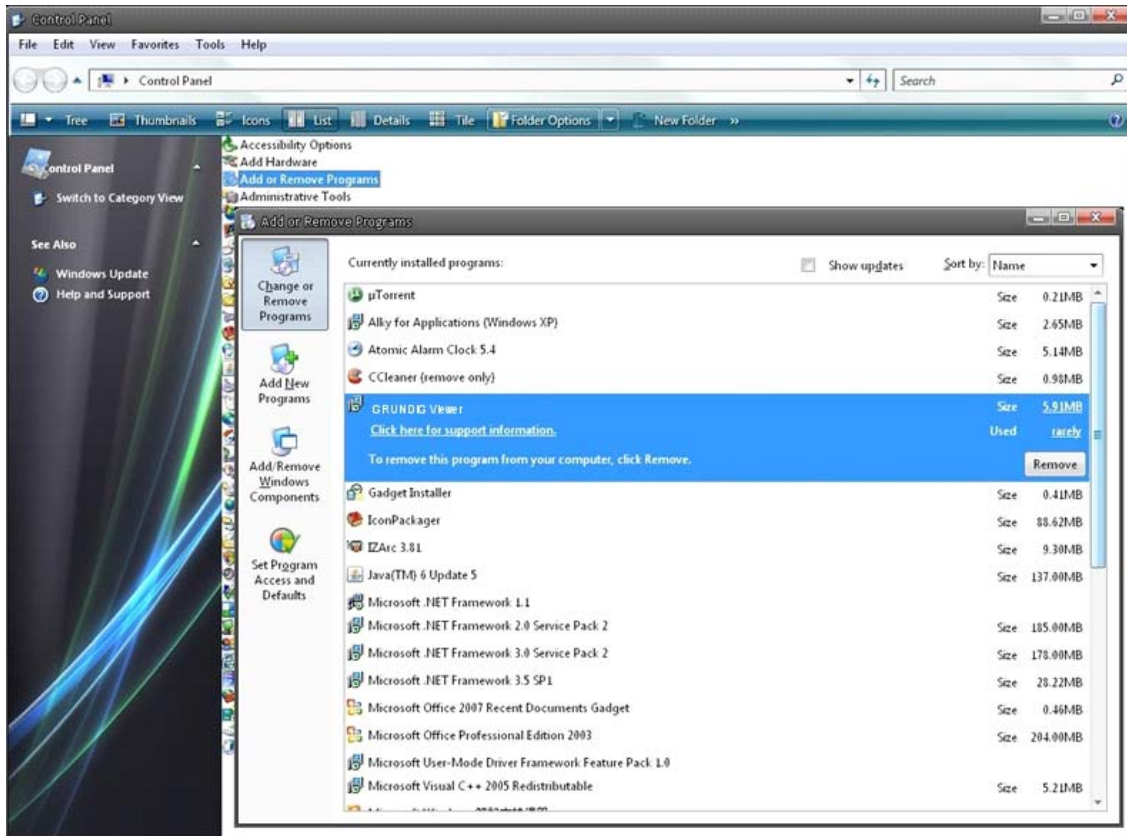 Control Panel
File Edit View Favorites Tools Help
Control Panel
Search
Tree Thumbnails Icons List Details Tile Folder Options New Folder »
Control Panel
Switch to Category View
See Also
Windows Update
Help and Support
Accessibility Options
Add Hardware
Add or Remove Programs
Administrative Tools
Add or Remove Programs
Change or Remove Programs
Add New Programs
Add/Remove Windows Components
Set Program Access and Defaults
Currently installed programs: Show updates Sort by: Name
µTorrent Size 0.21MB
Alky for Applications (Windows XP) Size 2.65MB
Atomic Alarm Clock 5.4 Size 5.14MB
CCleaner (remove only) Size 0.98MB
GRUNDIG Viewer Size 5.91MB
Click here for support information. Used rarely
To remove this program from your computer, click Remove. Remove
Gadget Installer Size 0.41MB
IconPackager Size 88.62MB
IZArc 3.81 Size 9.30MB
Java(TM) 6 Update 5 Size 137.00MB
Microsoft .NET Framework 1.1
Microsoft .NET Framework 2.0 Service Pack 2 Size 185.00MB
Microsoft .NET Framework 3.0 Service Pack 2 Size 178.00MB
Microsoft .NET Framework 3.5 SP1 Size 28.22MB
Microsoft Office 2007 Recent Documents Gadget Size 0.46MB
Microsoft Office Professional Edition 2003 Size 204.00MB
Microsoft User-Mode Driver Framework Feature Pack 1.0
Microsoft Visual C++ 2005 Redistributable Size 5.21MB